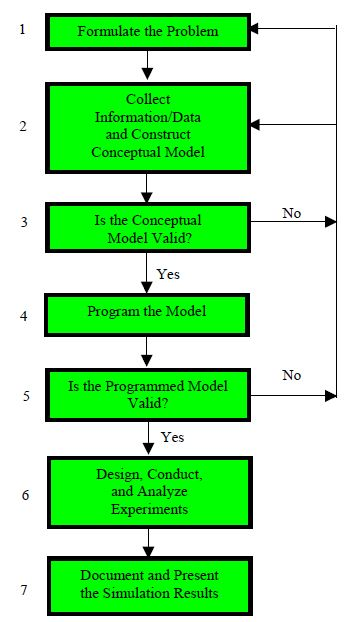 1
Formulate the Problem
2
Collect
Information/Data
and Construct
Conceptual Model
3
Is the Conceptual
Model Valid?
No
Yes
4
Program the Model
5
Is the Programmed Model
Valid?
No
Yes
6
Design, Conduct,
and Analyze
Experiments
7
Document and Present
the Simulation Results